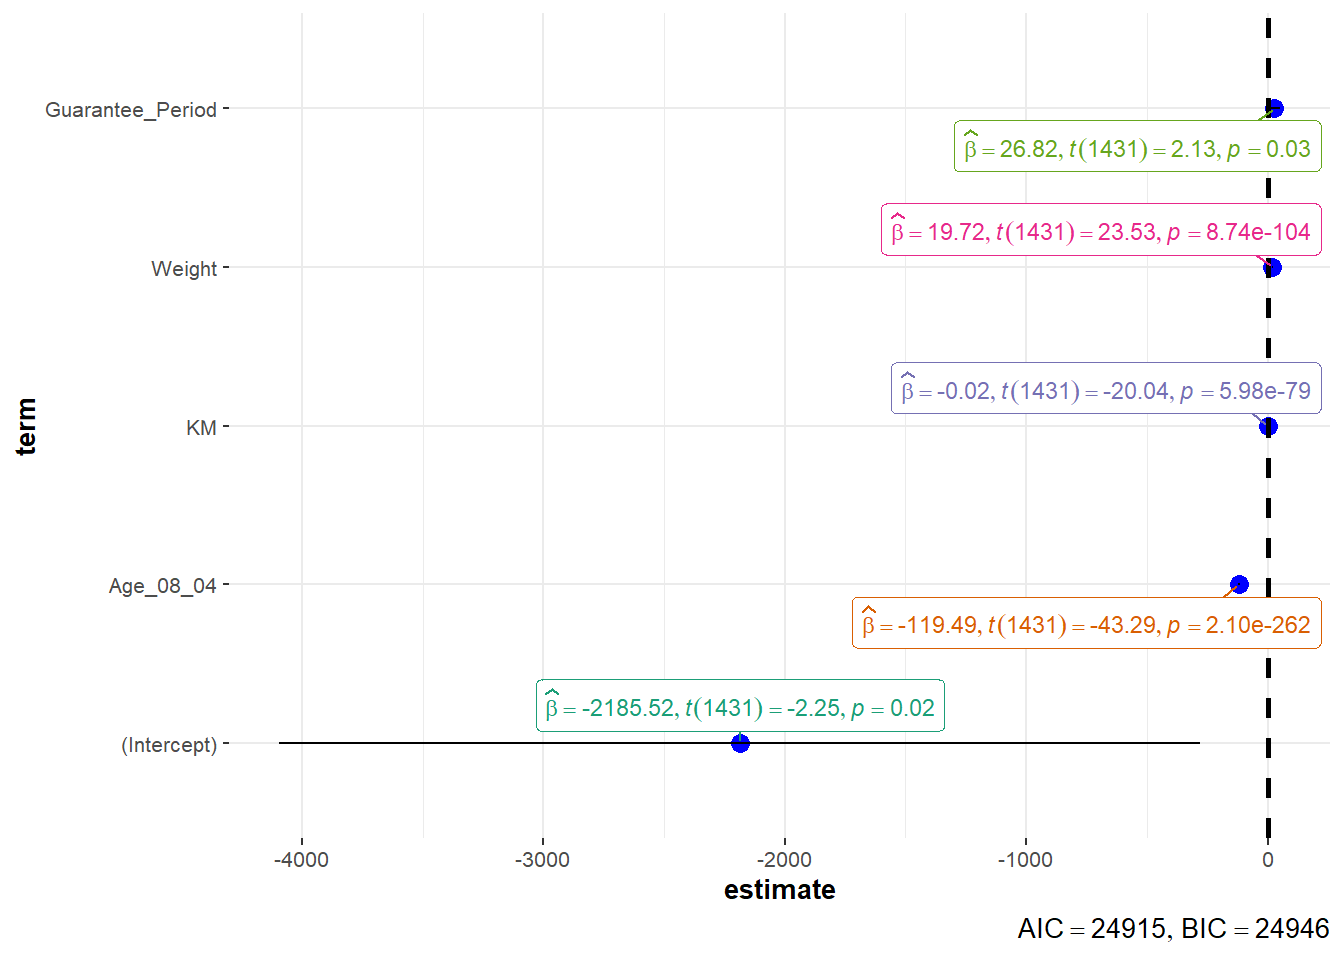 Guarantee_Period
β̂ = 26.82, t(1431) = 2.13, p = 0.03
β̂ = 19.72, t(1431) = 23.53, p = 8.74e-104
Weight
β̂ = -0.02, t(1431) = -20.04, p = 5.98e-79
KM
term
Age_08_04
β̂ = -119.49, t(1431) = -43.29, p = 2.10e-262
β̂ = -2185.52, t(1431) = -2.25, p = 0.02
(Intercept)
-4000 -3000 -2000 -1000 0
estimate
AIC = 24915, BIC = 24946